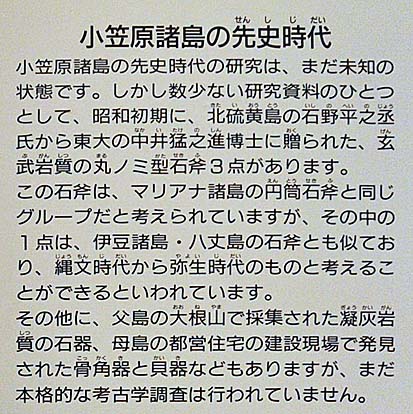 小笠原諸島の先史時代
小笠原諸島の先史時代の研究は、まだ未知の
状態です。しかし数少ない研究資料のひとつ
として、昭和初期に、北硫黄島の石野平之丞
氏から東大の中井猛之進博士に贈られた、玄
武岩質の丸ノミ型石斧3点があります。
この石斧は、マリアナ諸島の円筒石斧と同じ
グループだと考えられていますが、その中の
1点は、伊豆諸島・八丈島の石斧とも似てお
り、縄文時代から弥生時代のものと考えるこ
とができるといわれています。
その他に、父島の大根山で採集された凝灰岩
質の石器、母島の都営住宅の建設現場で発見
された骨角器と貝器などもありますが、まだ
本格的な考古学調査は行われていません。